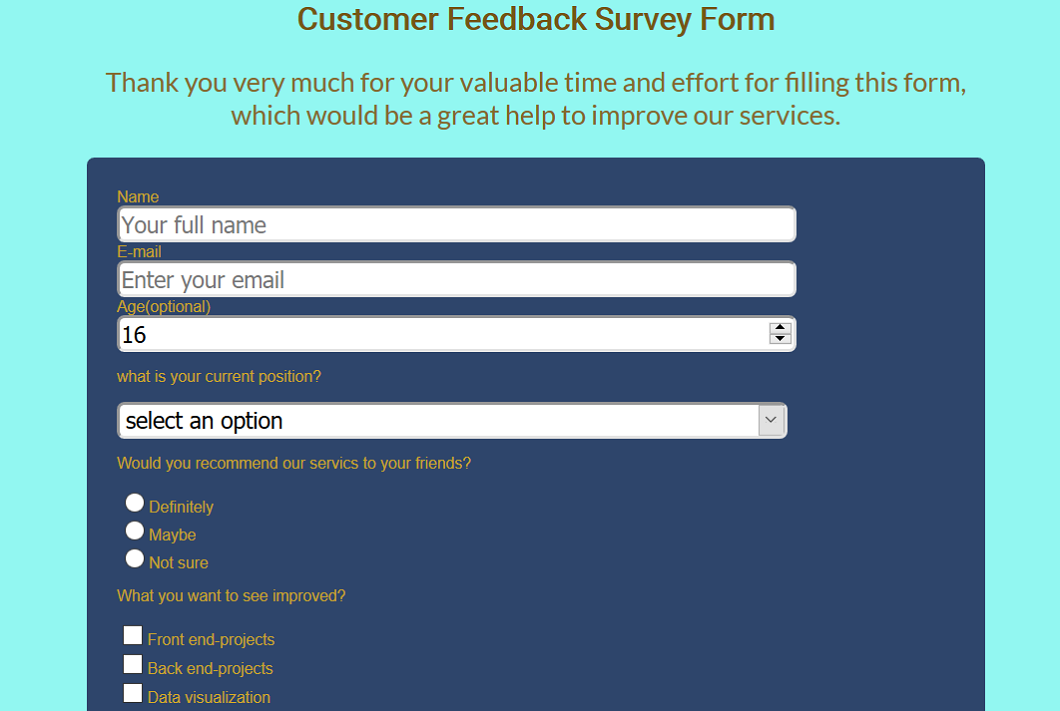 Customer Feedback Survey Form
Thank you very much for your valuable time and effort for filling this form,
which would be a great help to improve our services.
Name
Your full name
E-mail
Enter your email
Age(optional)
16
what is your current position?
select an option
Would you recommend our servics to your friends?
Definitely
Maybe
Not sure
What you want to see improved?
Front end-projects
Back end-projects
Data visualization